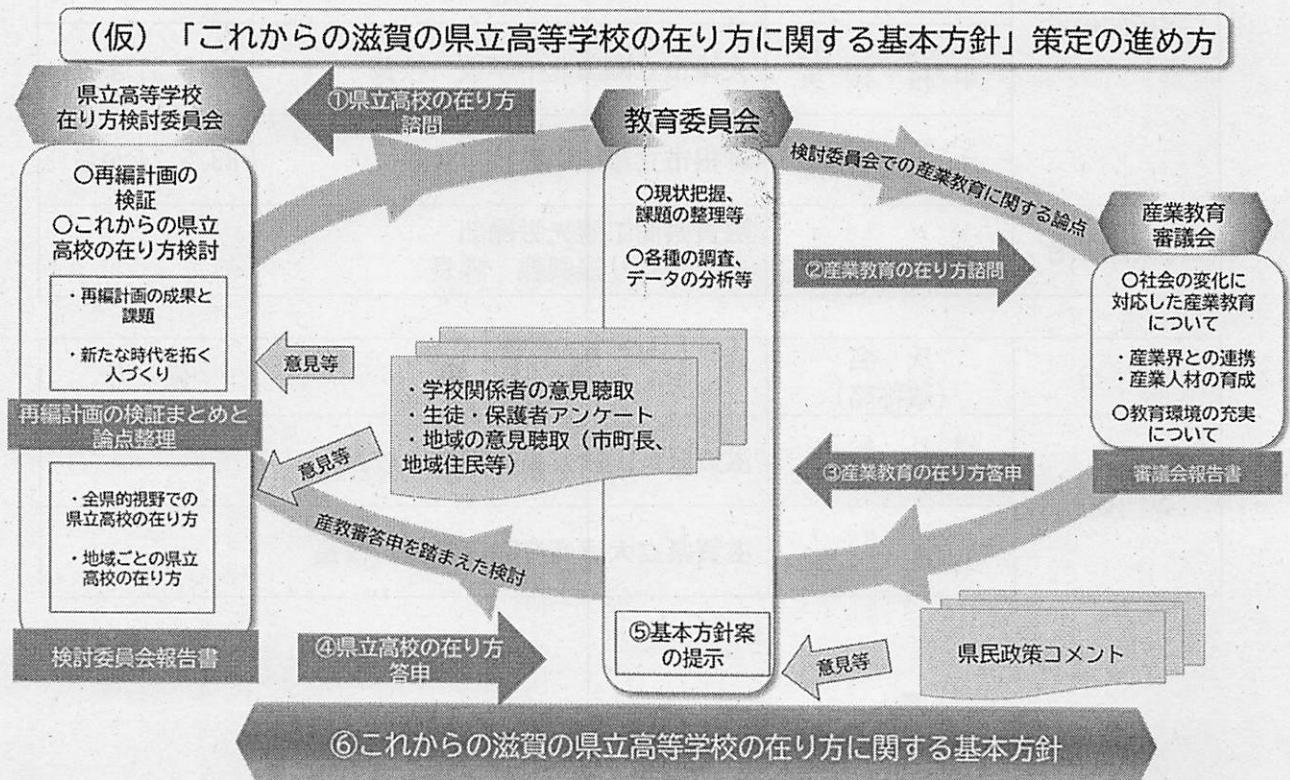 (仮)「これからの滋賀の県立高等学校の在り方に関する基本方針」策定の進め方
県立高等学校
在り方検討委員会
○再編計画の
検証
○これからの県立
高校の在り方検討
・再編計画の成果と
課題
・新たな時代を拓く
人づくり
再編計画の検証まとめと
論点整理
・全県的視野での
県立高校の在り方
・地域ごとの県立
高校の在り方
検討委員会報告書
①県立高校の在り方
諮問
教育委員会
○現状把握、
課題の整理等
○各種の調査、
データの分析等
検討委員会での産業教育に関する論点
②産業教育の在り方諮問
産業教育
審議会
○社会の変化に
対応した産業教育
について
・産業界との連携
・産業人材の育成
○教育環境の充実
について
審議会報告書
意見等
・学校関係者の意見聴取
・生徒・保護者アンケート
・地域の意見聴取(市町長、
地域住民等)
意見等
③産業教育の在り方答申
産教審答申を踏まえた検討
④県立高校の在り方
答申
⑤基本方針案
の提示
意見等
県民政策コメント
⑥これからの滋賀の県立高等学校の在り方に関する基本方針